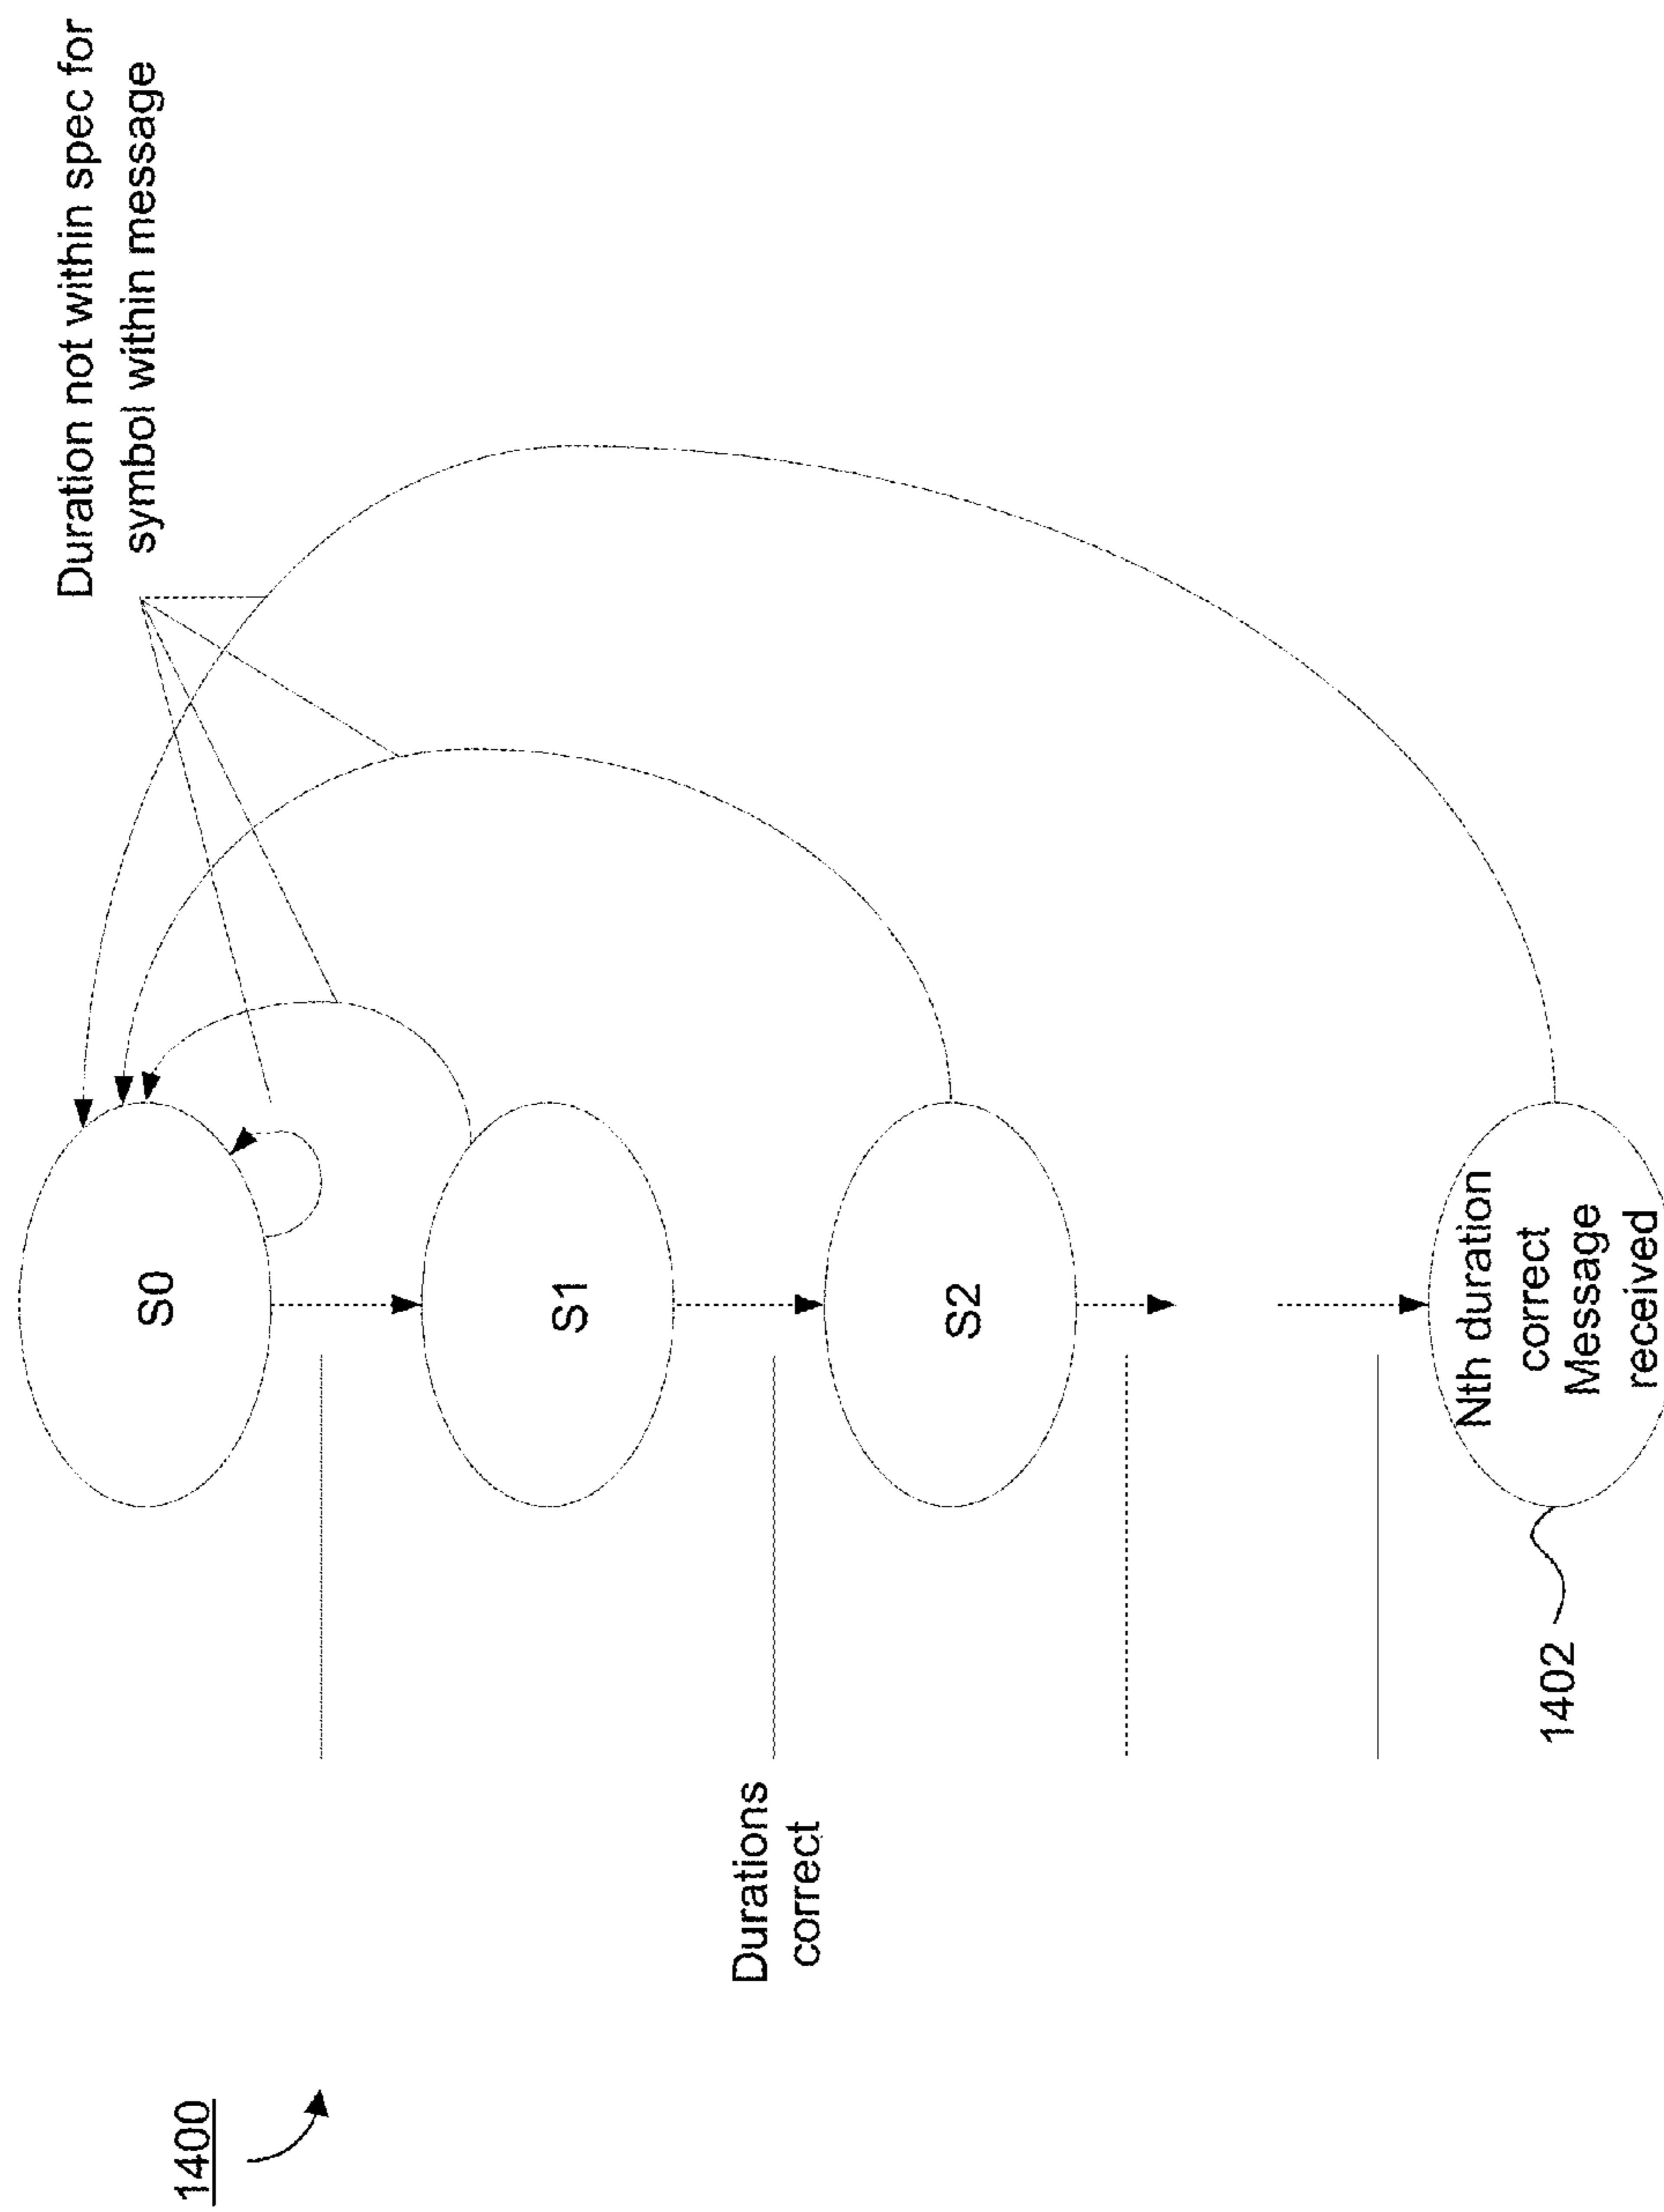 1400
Duration not within spec for
symbol within message
S0
S1
Durations
correct
S2
Nth duration
correct
Message
received
1402